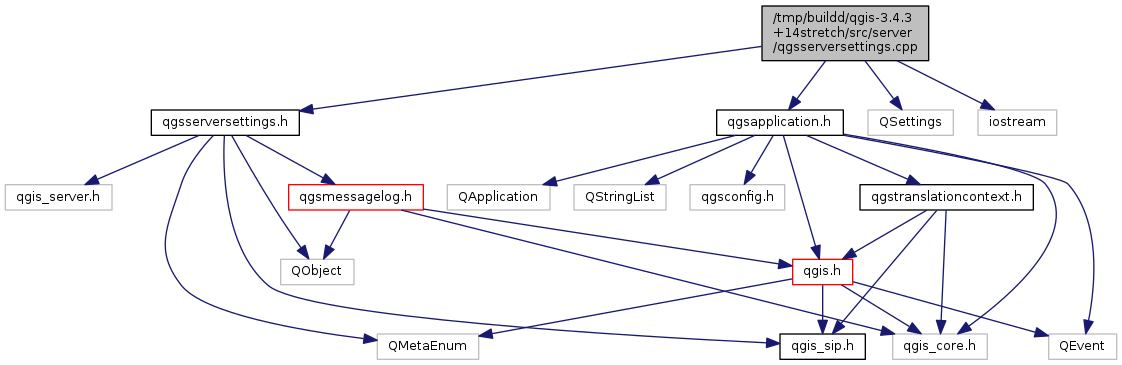 /tmp/buildd/qgis-3.4.3
+14stretch/src/server
/qgsserversettings.cpp
qgsserversettings.h
qgsapplication.h
QSettings
iostream
qgis_server.h
qgsmessagelog.h
QApplication
QStringList
qgsconfig.h
qgstranslationcontext.h
QObject
qgis.h
QMetaEnum
qgis_sip.h
qgis_core.h
QEvent